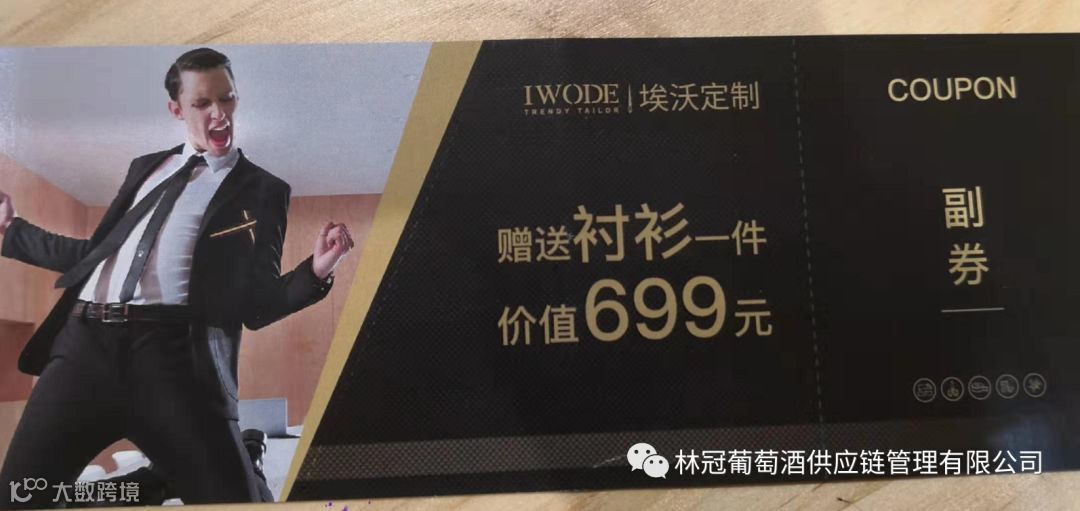 IWODE
TRENDY TAILOR
埃沃定制
赠送衬衫一件
价值699元
COUPON
副
券
林冠葡萄酒供应链管理有限公司
大数跨境